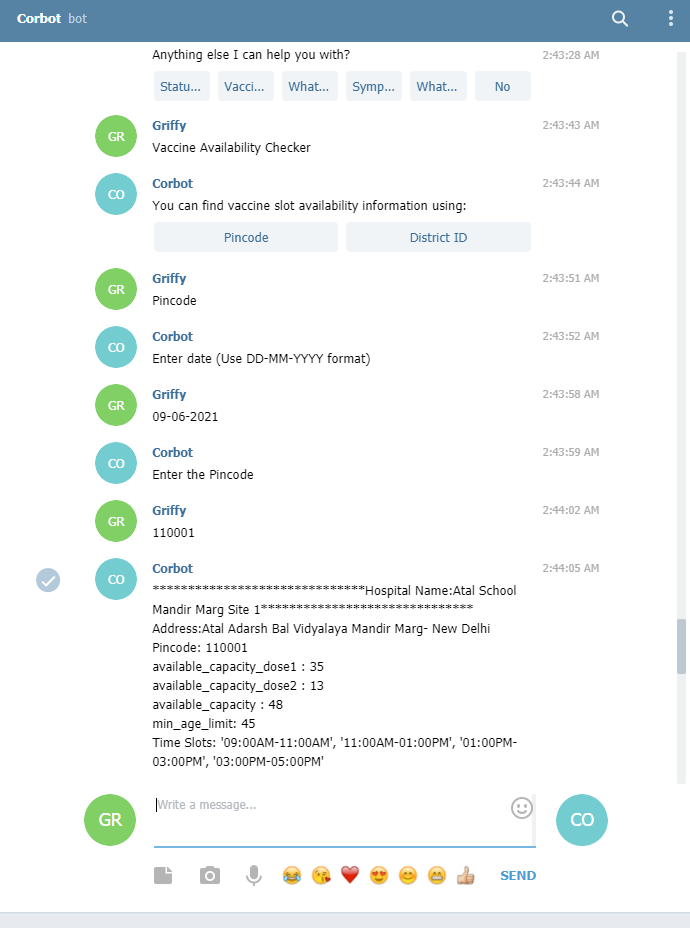 Corbot bot
Anything else I can help you with? 2:43:28 AM
Statu... Vacci... What... Symp... What... No
Griffy 2:43:43 AM
GR
Vaccine Availability Checker
Corbot 2:43:44 AM
CO
You can find vaccine slot availability information using:
Pincode District ID
Griffy 2:43:51 AM
GR
Pincode
Corbot 2:43:52 AM
CO
Enter date (Use DD-MM-YYYY format)
Griffy 2:43:58 AM
GR
09-06-2021
Corbot 2:43:59 AM
CO
Enter the Pincode
Griffy 2:44:02 AM
GR
110001
Corbot 2:44:05 AM
CO
******************************Hospital Name:Atal School
Mandir Marg Site 1******************************
Address:Atal Adarsh Bal Vidyalaya Mandir Marg- New Delhi
Pincode: 110001
available_capacity_dose1 : 35
available_capacity_dose2 : 13
available_capacity : 48
min_age_limit: 45
Time Slots: '09:00AM-11:00AM', '11:00AM-01:00PM', '01:00PM-
03:00PM', '03:00PM-05:00PM'
Write a message...
GR CO
SEND